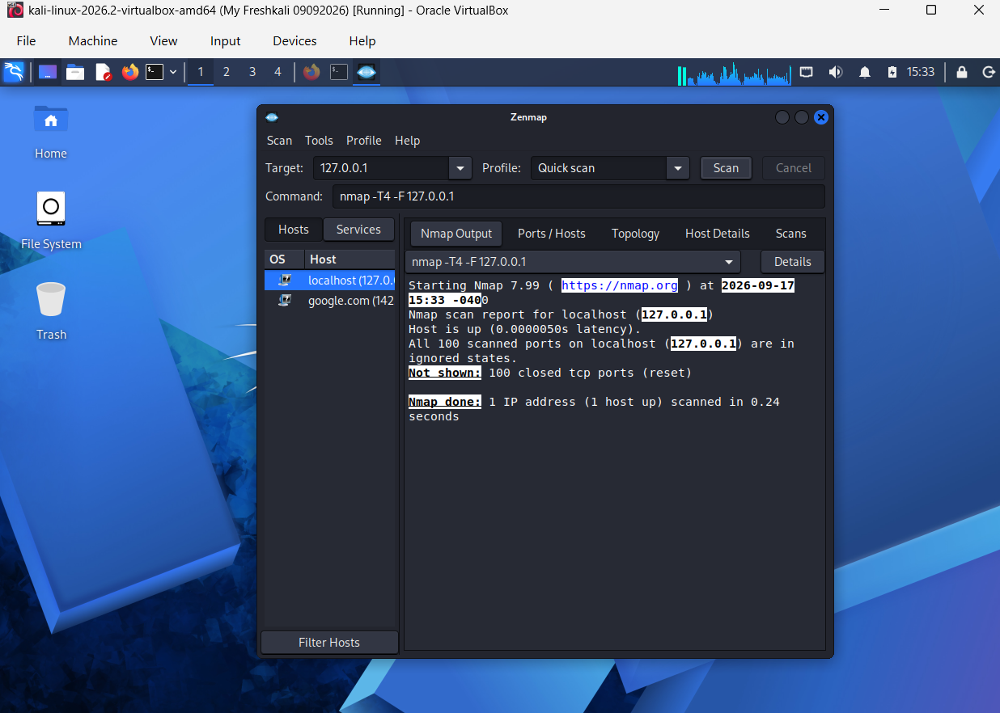 kali-linux-2026.2-virtualbox-amd64 (My Freshkali 09092026) [Running] - Oracle VirtualBox
File Machine View Input Devices Help
1 2 3 4 15:33
Home
File System
Trash
Zenmap
Scan Tools Profile Help
Target: 127.0.0.1 Profile: Quick scan Scan Cancel
Command: nmap -T4 -F 127.0.0.1
Hosts Services
OS Host
localhost (127.0.0
google.com (142
Filter Hosts
Nmap Output Ports / Hosts Topology Host Details Scans
nmap -T4 -F 127.0.0.1 Details
Starting Nmap 7.99 ( https://nmap.org ) at 2026-09-17
15:33 -0400
Nmap scan report for localhost (127.0.0.1)
Host is up (0.0000050s latency).
All 100 scanned ports on localhost (127.0.0.1) are in
ignored states.
Not shown: 100 closed tcp ports (reset)
Nmap done: 1 IP address (1 host up) scanned in 0.24
seconds